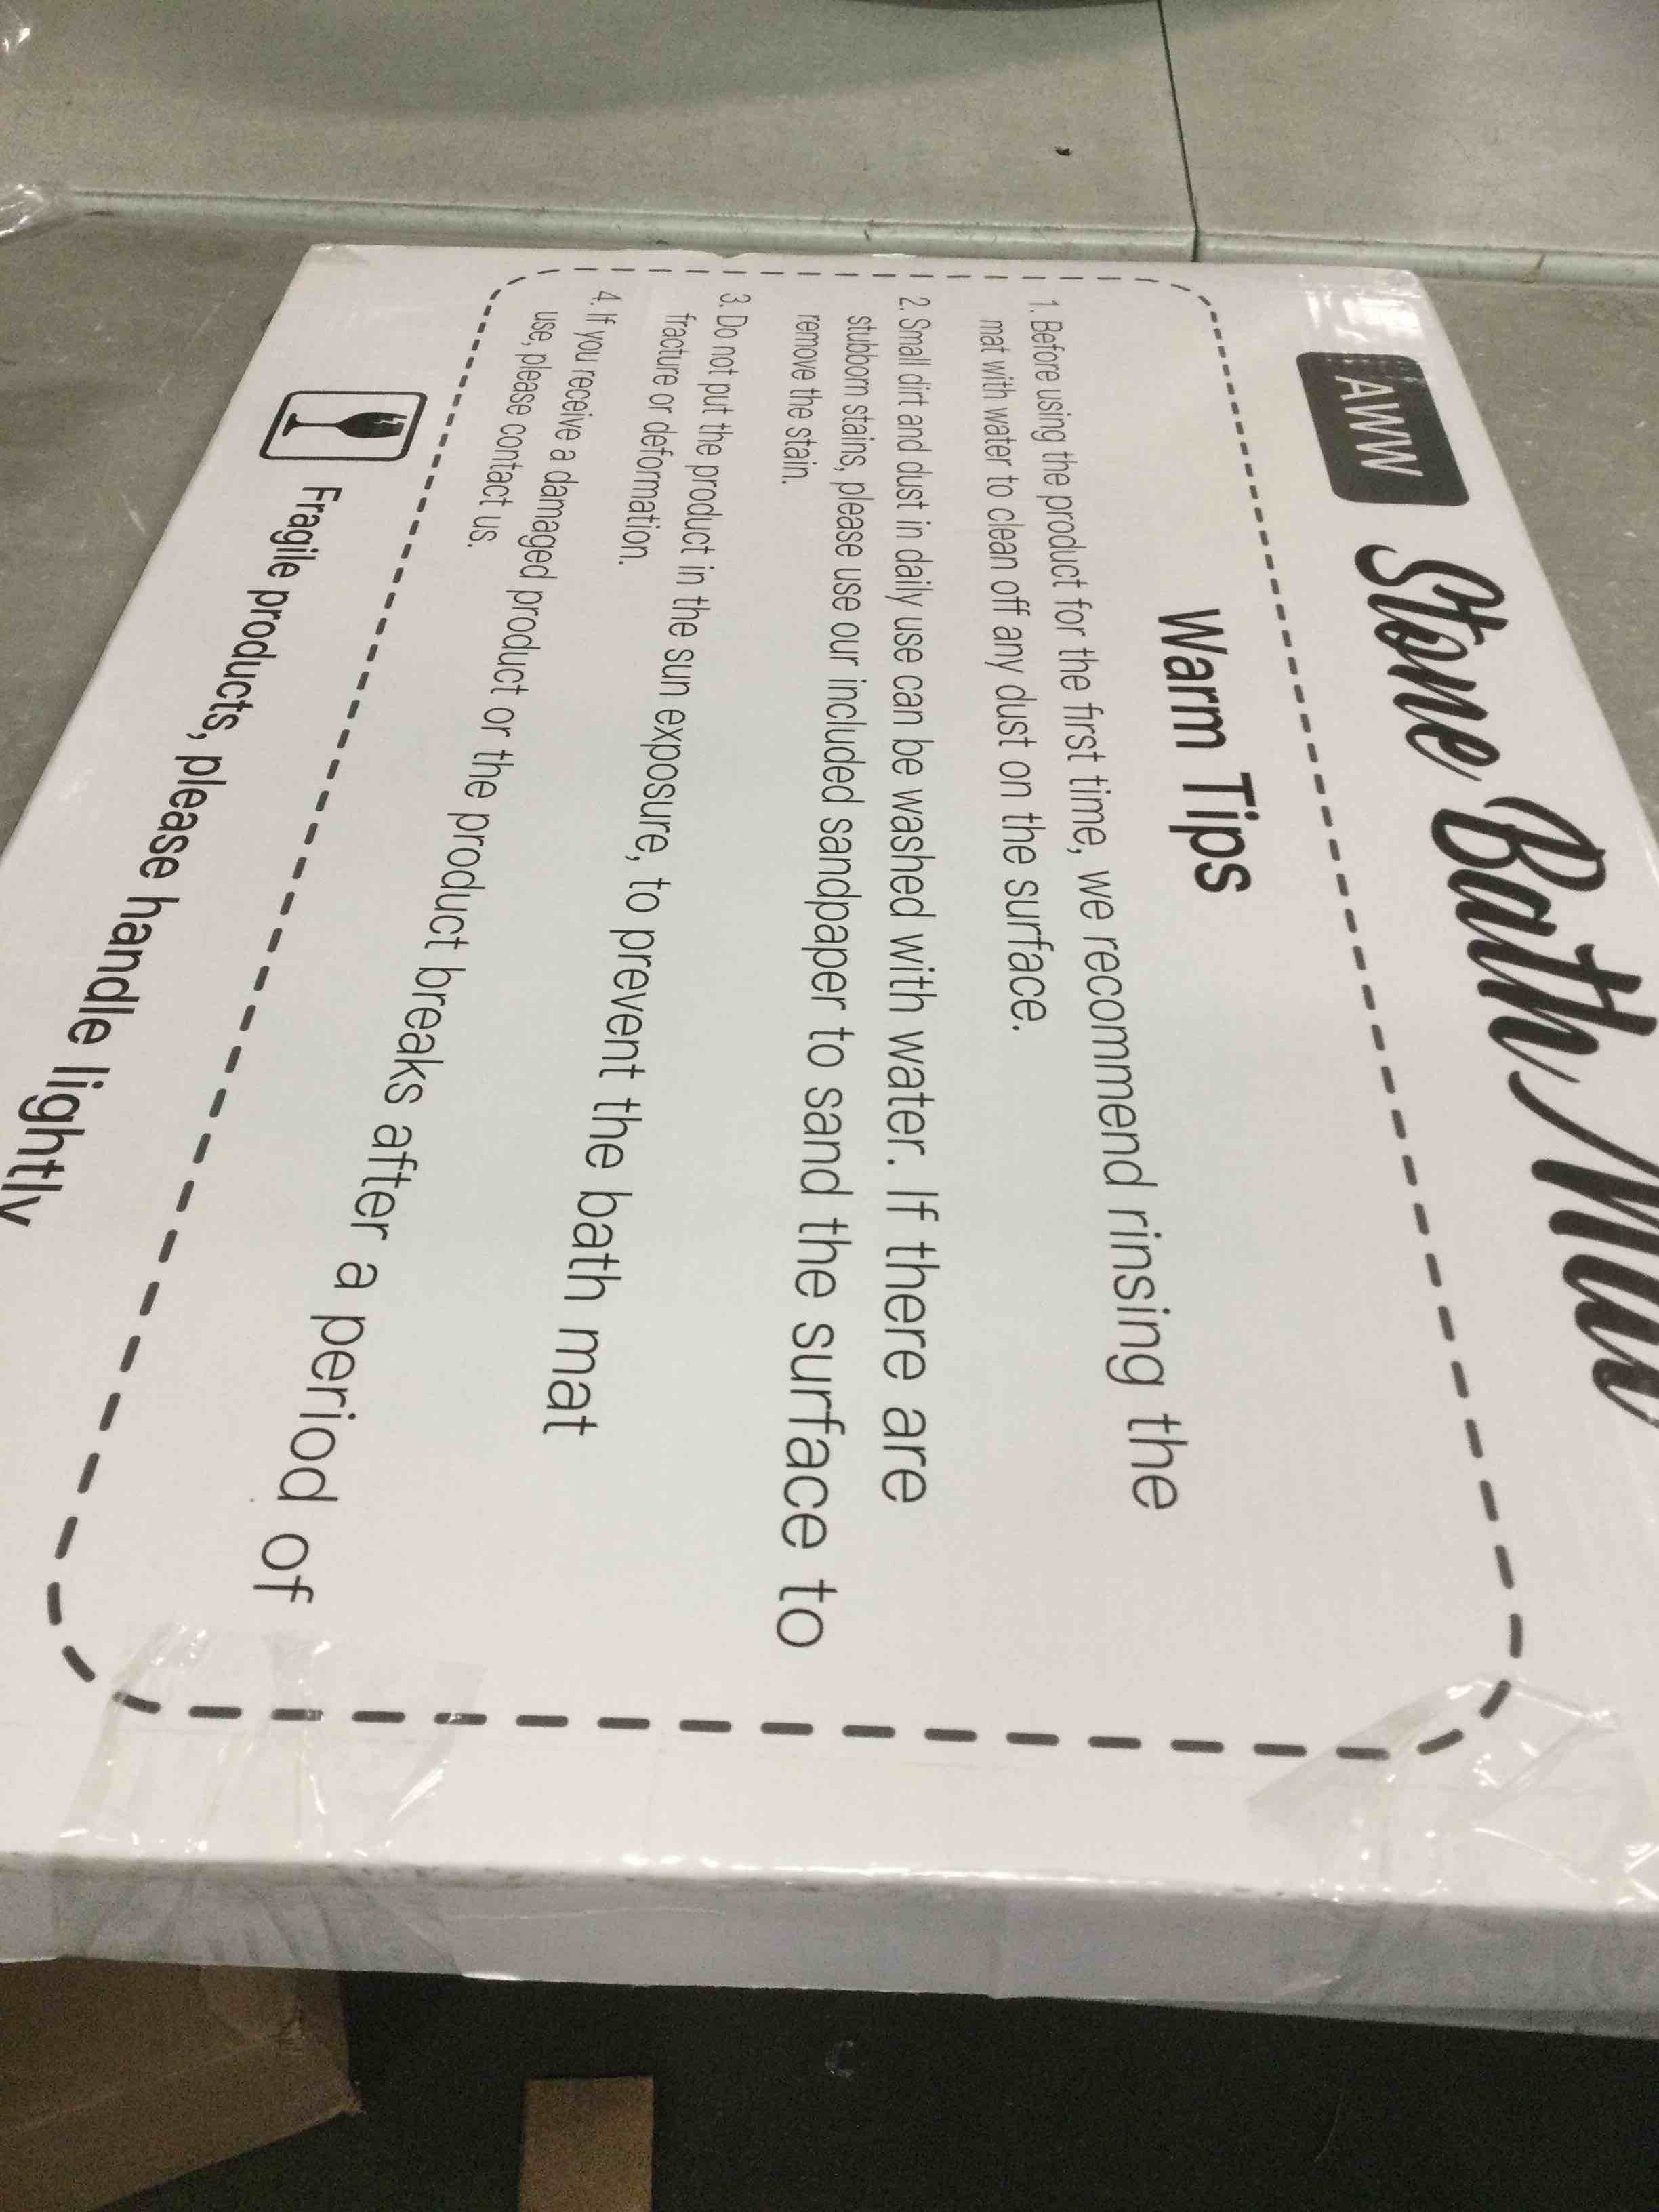 AWW
Stone Bath
Warm Tips
1. Before using the product for the first time, we recommend rinsing the
mat with water to clean off any dust on the surface.
2. Small dirt and dust in daily use can be washed with water. If there are
stubborn stains, please use our included sandpaper to sand the surface to
remove the stain.
3. Do not put the product in the sun exposure, to prevent the bath mat
fracture or deformation.
4. If you receive a damaged product or the product breaks after a period of
use, please contact us.
Fragile products, please handle lightly